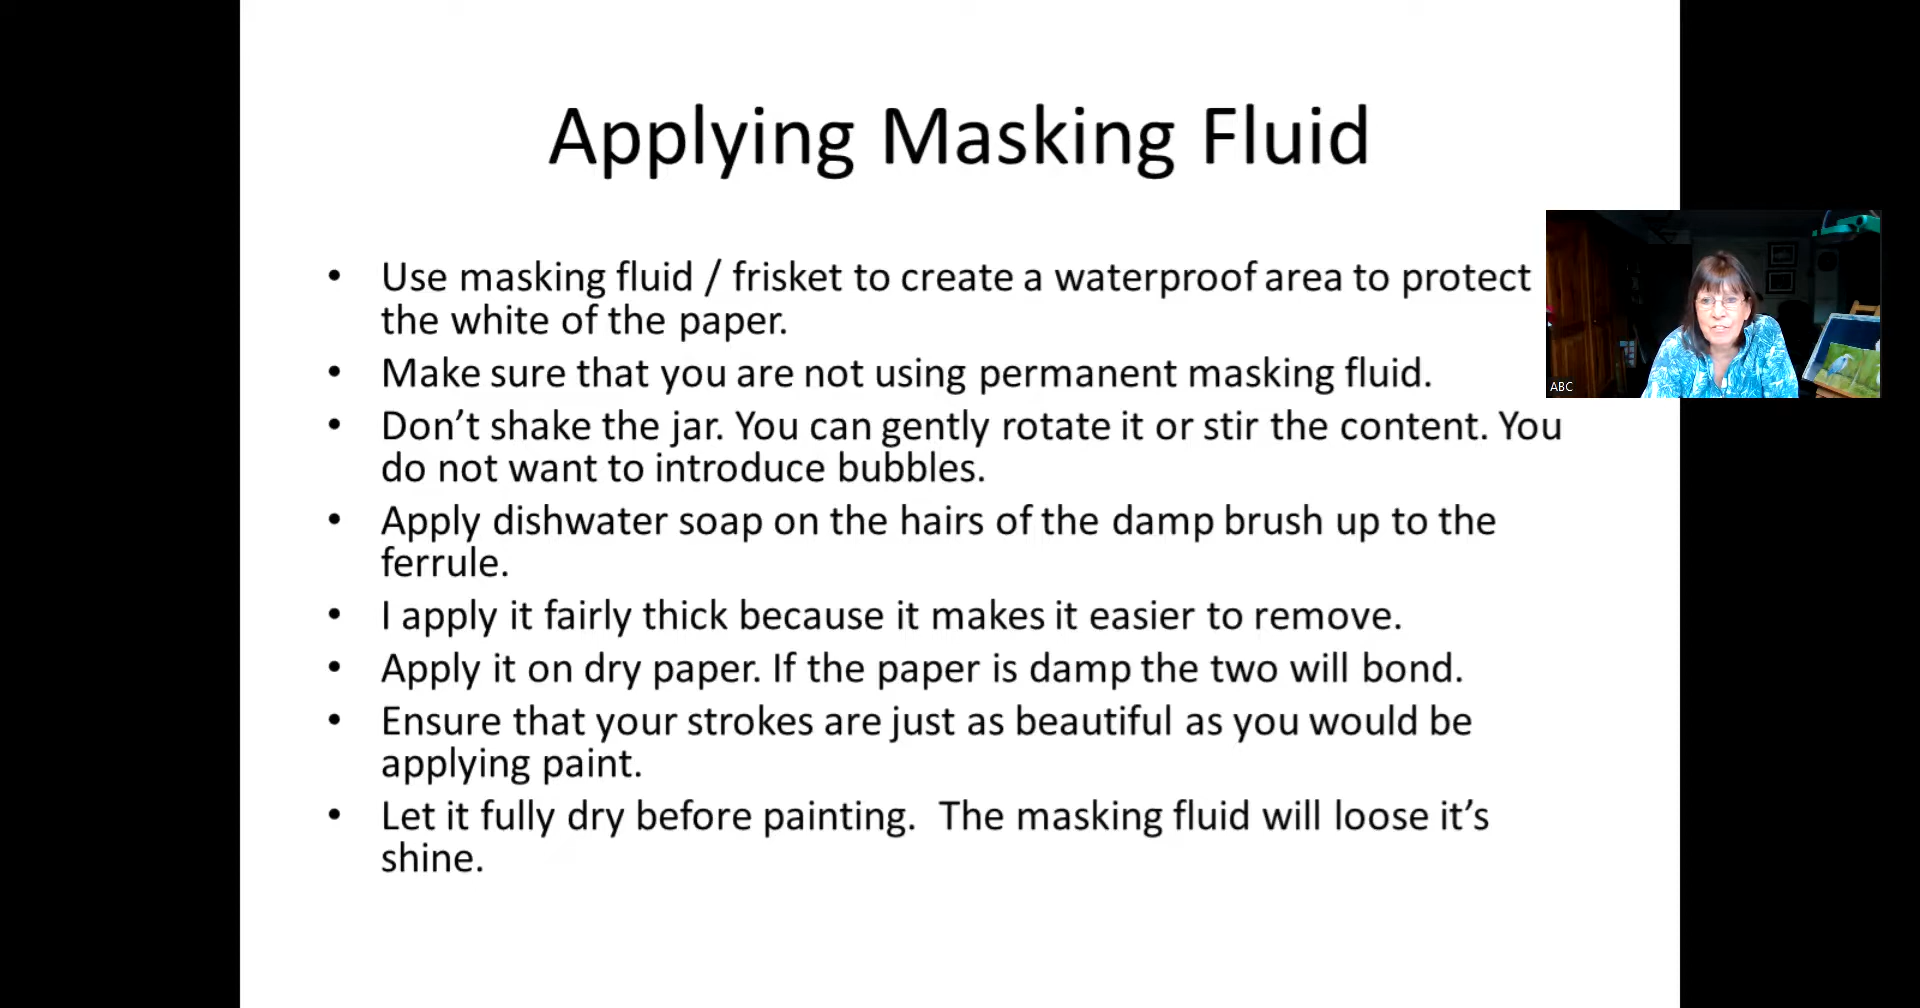 Applying Masking Fluid
• Use masking fluid / frisket to create a waterproof area to protect
the white of the paper.
• Make sure that you are not using permanent masking fluid.
• Don’t shake the jar. You can gently rotate it or stir the content. You
do not want to introduce bubbles.
• Apply dishwater soap on the hairs of the damp brush up to the
ferrule.
• I apply it fairly thick because it makes it easier to remove.
• Apply it on dry paper. If the paper is damp the two will bond.
• Ensure that your strokes are just as beautiful as you would be
applying paint.
• Let it fully dry before painting.  The masking fluid will loose it’s
shine.
ABC